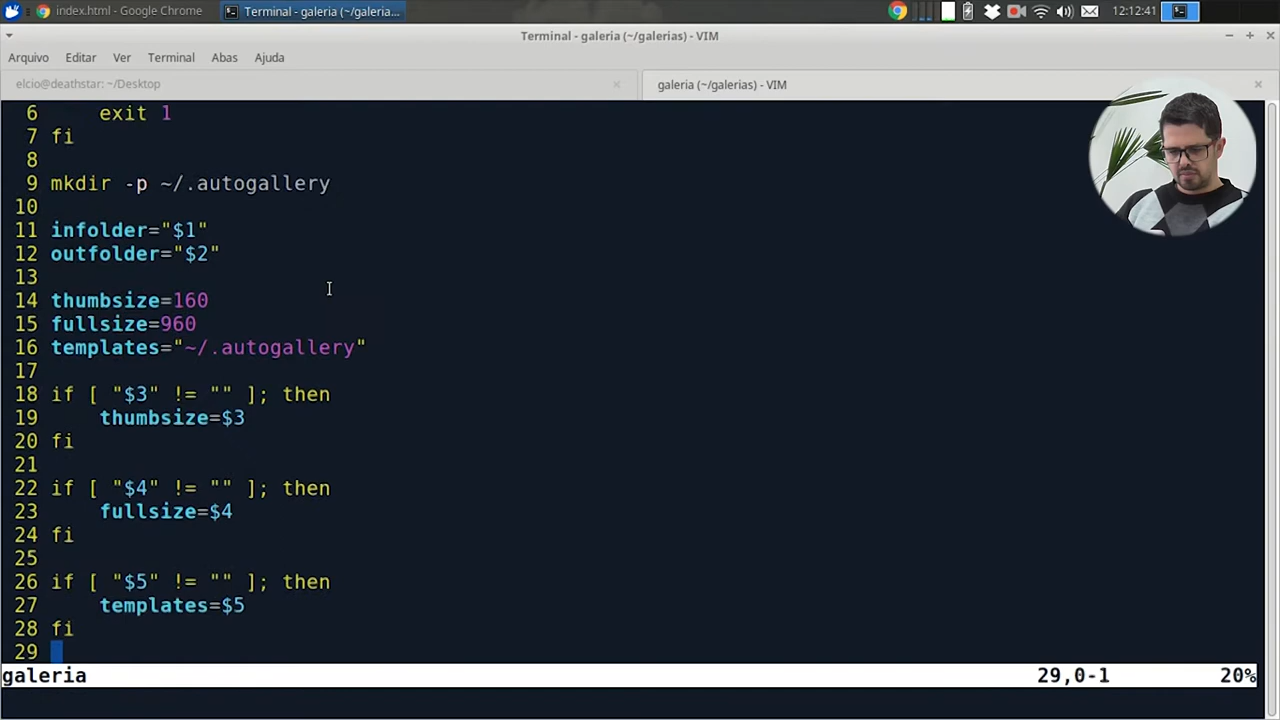 index.html - Google Chrome
Terminal - galeria (~/galerias...
12:12:41
Terminal - galeria (~/galerias) - VIM
Arquivo Editar Ver Terminal Abas Ajuda
elcio@deathstar: ~/Desktop
galeria (~/galerias) - VIM
6     exit 1
7 fi
8
9 mkdir -p ~/.autogallery
10
11 infolder="$1"
12 outfolder="$2"
13
14 thumbsize=160
15 fullsize=960
16 templates="~/.autogallery"
17
18 if [ "$3" != "" ]; then
19     thumbsize=$3
20 fi
21
22 if [ "$4" != "" ]; then
23     fullsize=$4
24 fi
25
26 if [ "$5" != "" ]; then
27     templates=$5
28 fi
29
galeria 29,0-1 20%